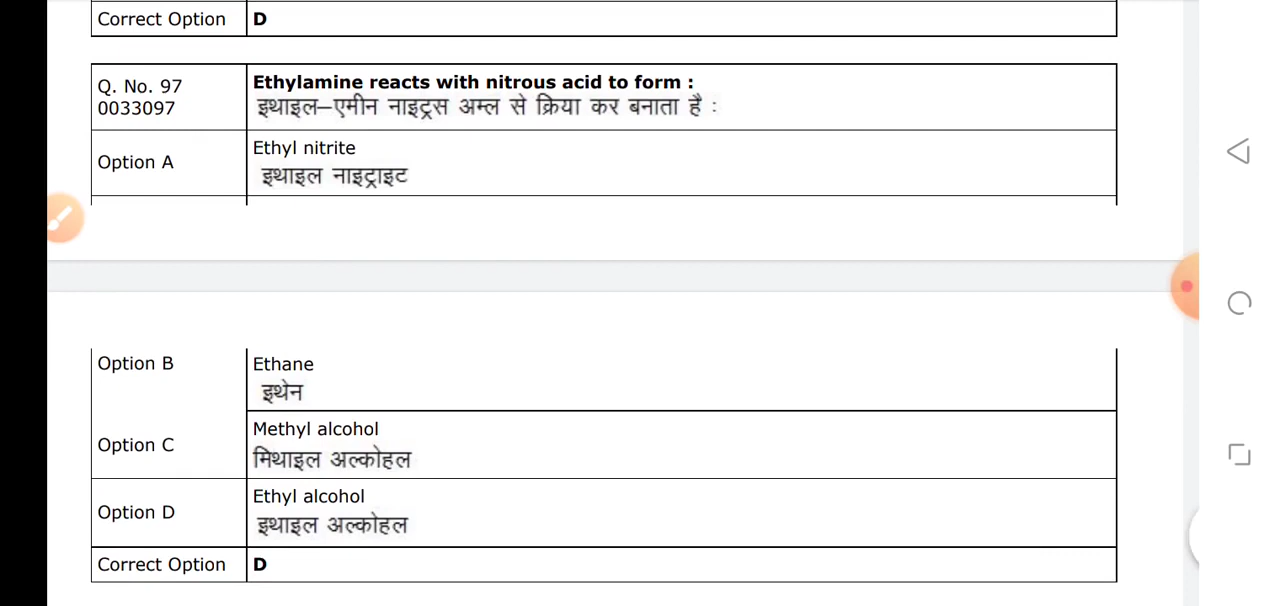 Correct Option D
Q. No. 97 Ethylamine reacts with nitrous acid to form :
0033097 इथाइल–एमीन नाइट्रस अम्ल से क्रिया कर बनाता है :
Option A Ethyl nitrite
इथाइल नाइट्राइट
Option B Ethane
इथेन
Option C Methyl alcohol
मिथाइल अल्कोहल
Option D Ethyl alcohol
इथाइल अल्कोहल
Correct Option D